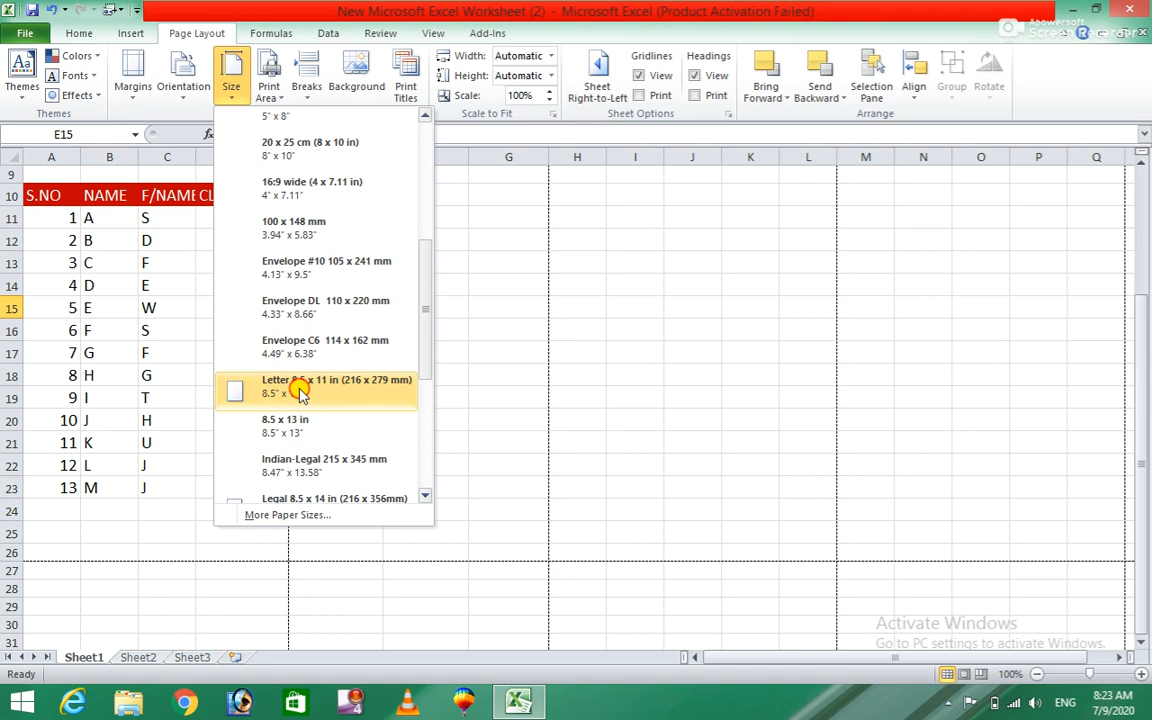 New Microsoft Excel Worksheet (2) - Microsoft Excel (Product Activation Failed)
File Home Insert Page Layout Formulas Data Review View Add-Ins
Apowersoft
Screen Recorder
Themes Colors Fonts Effects
Margins Orientation Size Print Area Breaks Background Print Titles
Width: Automatic
Height: Automatic
Scale: 100%
Sheet Right-to-Left
Gridlines Headings
View View
Print Print
Bring Forward Send Backward Selection Pane Align Group Rotate
Themes Scale to Fit Sheet Options Arrange
E15 fx
A B C G H I J K L M N O P Q
9
10 S.NO NAME F/NAME CL
11 1 A S
12 2 B D
13 3 C F
14 4 D E
15 5 E W
16 6 F S
17 7 G F
18 8 H G
19 9 I T
20 10 J H
21 11 K U
22 12 L J
23 13 M J
24
25
26
27
28
29
30
31
5" x 8"
20 x 25 cm (8 x 10 in)
8" x 10"
16:9 wide (4 x 7.11 in)
4" x 7.11"
100 x 148 mm
3.94" x 5.83"
Envelope #10 105 x 241 mm
4.13" x 9.5"
Envelope DL 110 x 220 mm
4.33" x 8.66"
Envelope C6 114 x 162 mm
4.49" x 6.38"
Letter 8.5 x 11 in (216 x 279 mm)
8.5" x
8.5 x 13 in
8.5" x 13"
Indian-Legal 215 x 345 mm
8.47" x 13.58"
Legal 8.5 x 14 in (216 x 356mm)
More Paper Sizes...
Activate Windows
Go to PC settings to activate Windows.
Sheet1 Sheet2 Sheet3
Ready 100%
ENG
8:23 AM
7/9/2020